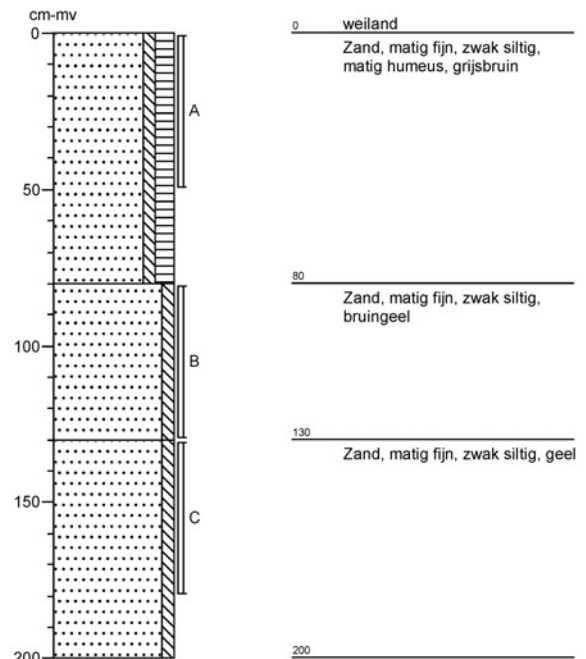 cm-mv
0
50
100
150
200
A
B
C
0 weiland
Zand, matig fijn, zwak siltig,
matig humeus, grijsbruin
80
Zand, matig fijn, zwak siltig,
bruingeel
130
Zand, matig fijn, zwak siltig, geel
200